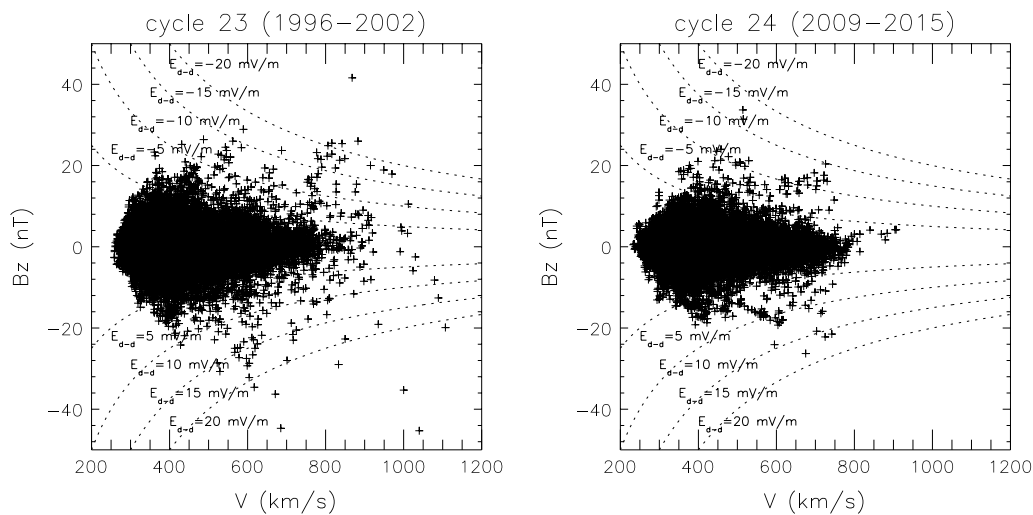 cycle 23 (1996−2002)
40
20
0
−20
−40
Bz (nT)
E_d−d=−20 mV/m
E_d−d=−15 mV/m
E_d−d=−10 mV/m
E_d−d=−5 mV/m
E_d−d=5 mV/m
E_d−d=10 mV/m
E_d−d=15 mV/m
E_d−d=20 mV/m
200 400 600 800 1000 1200
V (km/s)
cycle 24 (2009−2015)
40
20
0
−20
−40
Bz (nT)
E_d−d=−20 mV/m
E_d−d=−15 mV/m
E_d−d=−10 mV/m
E_d−d=−5 mV/m
E_d−d=5 mV/m
E_d−d=10 mV/m
E_d−d=15 mV/m
E_d−d=20 mV/m
200 400 600 800 1000 1200
V (km/s)